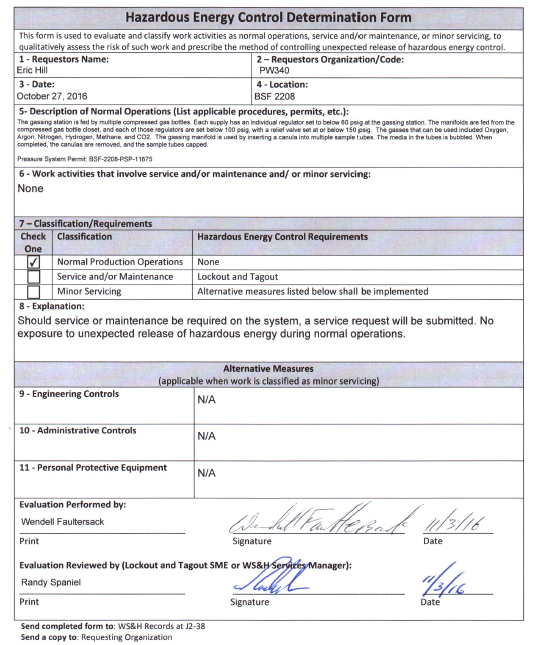 Hazardous Energy Control Determination Form
This form is used to evaluate and classify work activities as normal operations, service and/or maintenance, or minor servicing, to
qualitatively assess the risk of such work and prescribe the method of controlling unexpected release of hazardous energy control.
1 - Requestors Name:
Eric Hill
2 – Requestors Organization/Code:
PW340
3 - Date:
October 27, 2016
4 - Location:
BSF 2208
5- Description of Normal Operations (List applicable procedures, permits, etc.):
The gassing station is fed by multiple compressed gas bottles. Each supply has an individual regulator set to below 60 psig at the gassing station. The manifolds are fed from the
compressed gas bottle closet, and each of those regulators are set below 100 psig, with a relief valve set at or below 150 psig. The gasses that can be used included Oxygen,
Argon, Nitrogen, Hydrogen, Methane, and CO2. The gassing manifold is used by inserting a canula into multiple sample tubes. The media in the tubes is bubbled. When
completed, the canulas are removed, and the sample tubes capped.
Pressure System Permit: BSF-2208-PSP-11675
6 - Work activities that involve service and/or maintenance and/ or minor servicing:
None
7 – Classification/Requirements
Check One
Classification
Hazardous Energy Control Requirements
✓ Normal Production Operations
None
Service and/or Maintenance
Lockout and Tagout
Minor Servicing
Alternative measures listed below shall be implemented
8 - Explanation:
Should service or maintenance be required on the system, a service request will be submitted. No
exposure to unexpected release of hazardous energy during normal operations.
Alternative Measures
(applicable when work is classified as minor servicing)
9 - Engineering Controls
N/A
10 - Administrative Controls
N/A
11 - Personal Protective Equipment
N/A
Evaluation Performed by:
Wendell Faultersack
Wendell Faultersack
11/3/16
Print
Signature
Date
Evaluation Reviewed by (Lockout and Tagout SME or WS&H Services Manager):
Randy Spaniel
11/3/16
Print
Signature
Date
Send completed form to: WS&H Records at J2-38
Send a copy to: Requesting Organization